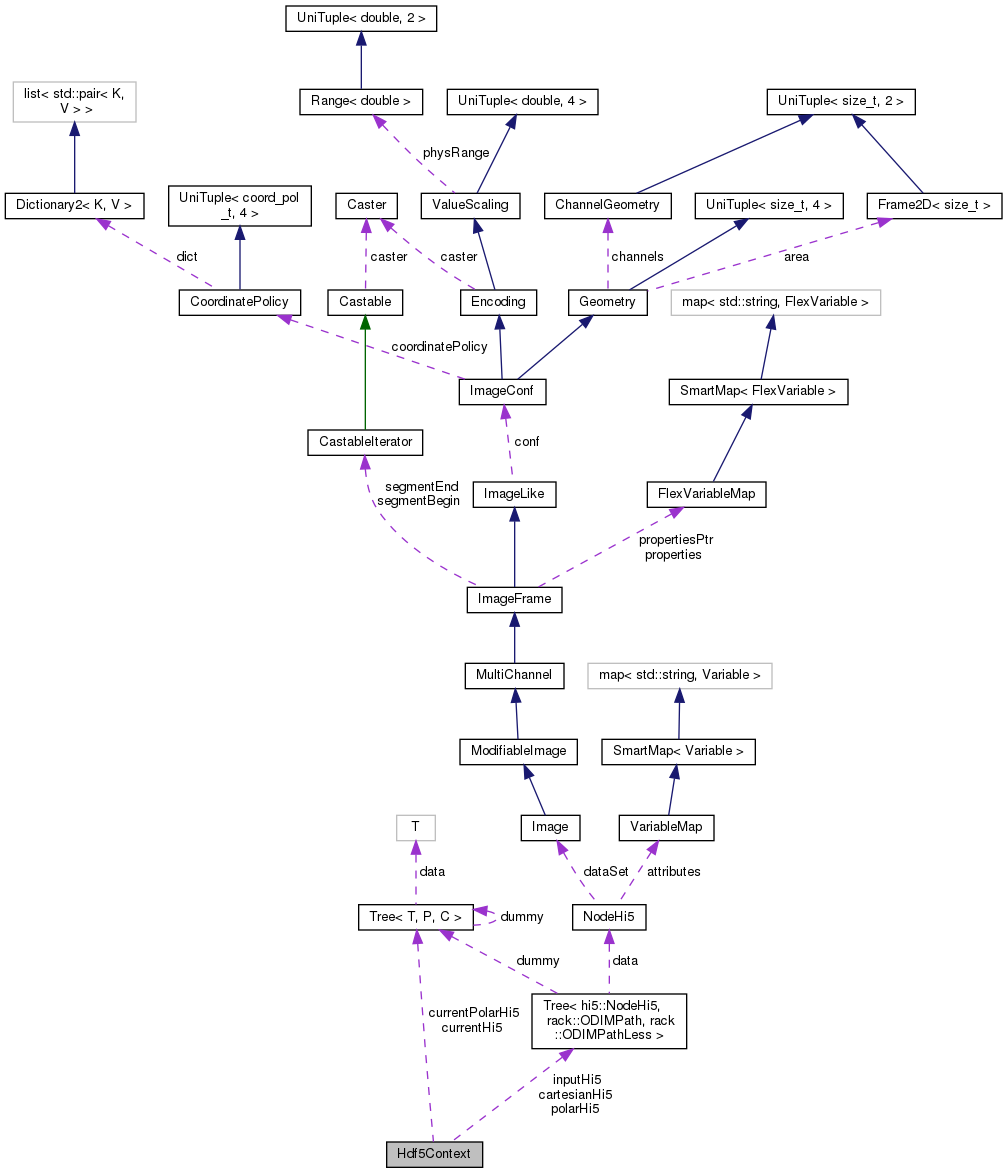 UniTuple< double, 2 >
list< std::pair< K,
V > >
Range< double >
UniTuple< double, 4 >
UniTuple< size_t, 2 >
physRange
Dictionary2< K, V >
UniTuple< coord_pol
_t, 4 >
Caster
ValueScaling
ChannelGeometry
UniTuple< size_t, 4 >
Frame2D< size_t >
dict
caster
caster
channels
area
CoordinatePolicy
Castable
Encoding
Geometry
map< std::string, FlexVariable >
coordinatePolicy
ImageConf
SmartMap< FlexVariable >
CastableIterator
conf
segmentEnd
segmentBegin
ImageLike
FlexVariableMap
propertiesPtr
properties
ImageFrame
MultiChannel
map< std::string, Variable >
ModifiableImage
SmartMap< Variable >
T
Image
VariableMap
data
dataSet
attributes
Tree< T, P, C >
dummy
NodeHi5
dummy
data
Tree< hi5::NodeHi5,
rack::ODIMPath, rack
::ODIMPathLess >
currentPolarHi5
currentHi5
inputHi5
cartesianHi5
polarHi5
Hdf5Context